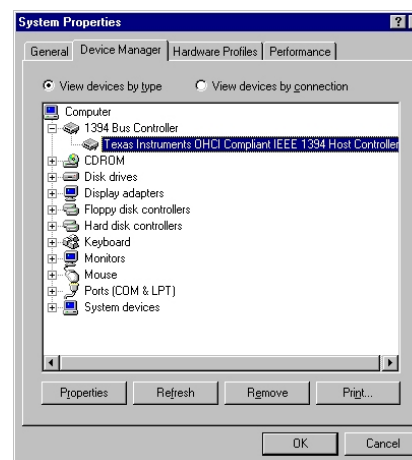 System Properties
General Device Manager Hardware Profiles Performance
View devices by type View devices by connection
Computer
1394 Bus Controller
Texas Instruments OHCI Compliant IEEE 1394 Host Controller
CDROM
Disk drives
Display adapters
Floppy disk controllers
Hard disk controllers
Keyboard
Monitors
Mouse
Ports (COM & LPT)
System devices
Properties Refresh Remove Print...
OK Cancel